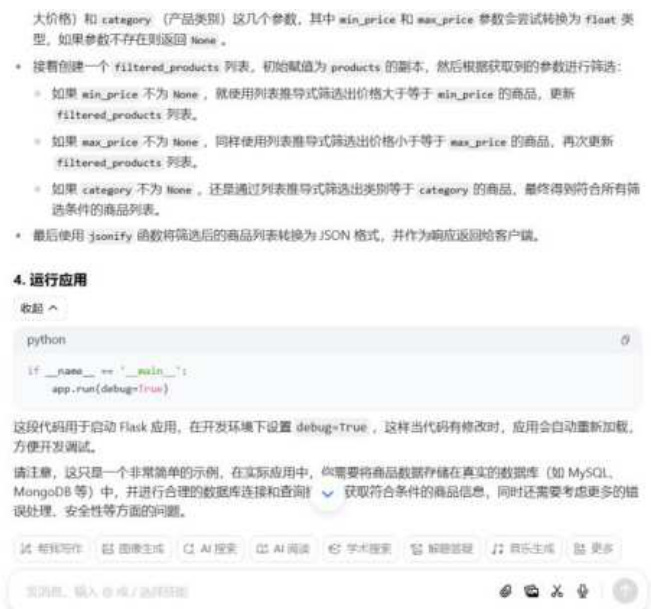 大价格）和 category （产品类别）这几个参数，其中 min_price 和 max_price 参数会尝试转换为 float 类
型，如果参数不存在则返回 None 。
接着创建一个 filtered_products 列表，初始赋值为 products 的副本，然后根据获取到的参数进行筛选：
如果 min_price 不为 None ，就使用列表推导式筛选出价格大于等于 min_price 的商品，更新
filtered_products 列表。
如果 max_price 不为 None ，同样使用列表推导式筛选出价格小于等于 max_price 的商品，再次更新
filtered_products 列表。
如果 category 不为 None ，还是通过列表推导式筛选出类别等于 category 的商品，最终得到符合所有筛
选条件的商品列表。
最后使用 jsonify 函数将筛选后的商品列表转换为 JSON 格式，并作为响应返回给客户端。
4. 运行应用
收起
python
if __name__ == '__main__':
app.run(debug=True)
这段代码用于启动 Flask 应用，在开发环境下设置 debug=True ，这样当代码有修改时，应用会自动重新加载，
方便开发调试。
请注意，这只是一个非常简单的示例，在实际应用中，你需要将商品数据存储在真实的数据库（如 MySQL、
MongoDB 等）中，并进行合理的数据库连接和查询 获取符合条件的商品信息，同时还需要考虑更多的错
误处理、安全性等方面的问题。
帮我写作 图像生成 AI 搜索 AI 阅读 学术搜索 解题答疑 音乐生成 更多
发消息、输入 @ 或 / 选择技能